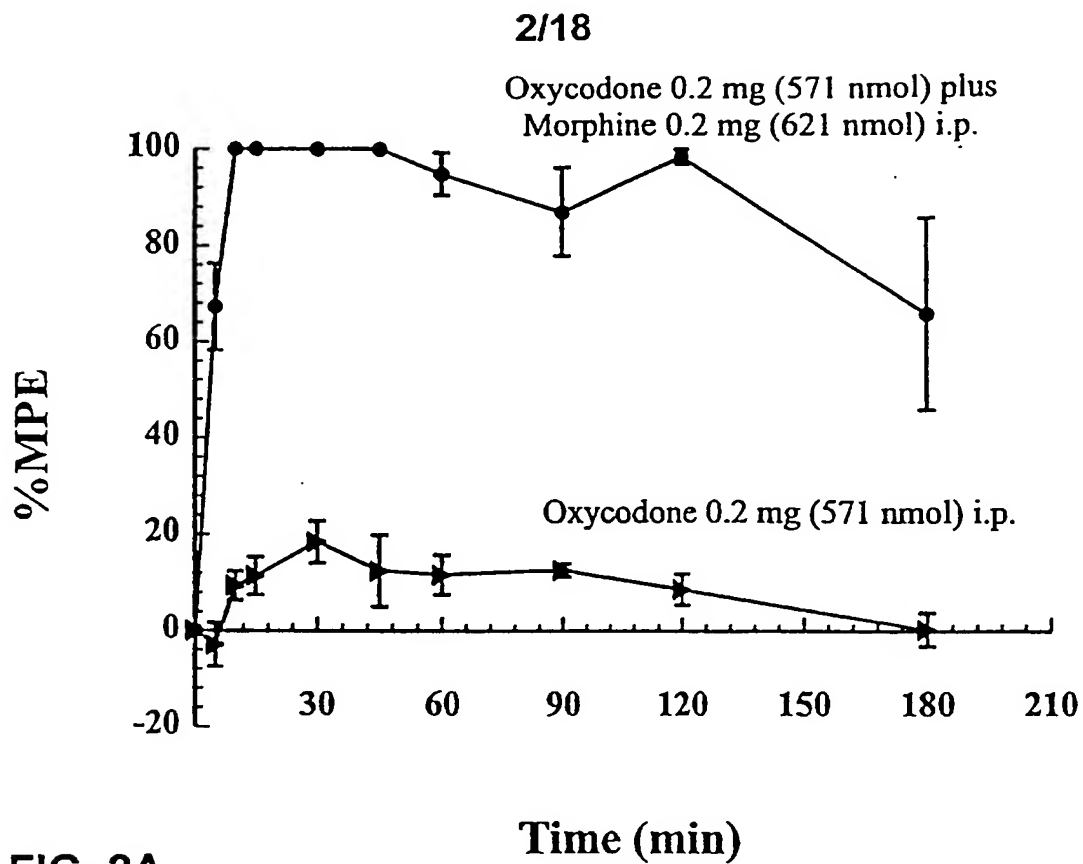 2/18
Oxycodone 0.2 mg (571 nmol) plus
Morphine 0.2 mg (621 nmol) i.p.
100
80
60
%MPE
40
Oxycodone 0.2 mg (571 nmol) i.p.
20
0
30 60 90 120 150 180 210
-20
Time (min)
FIG.